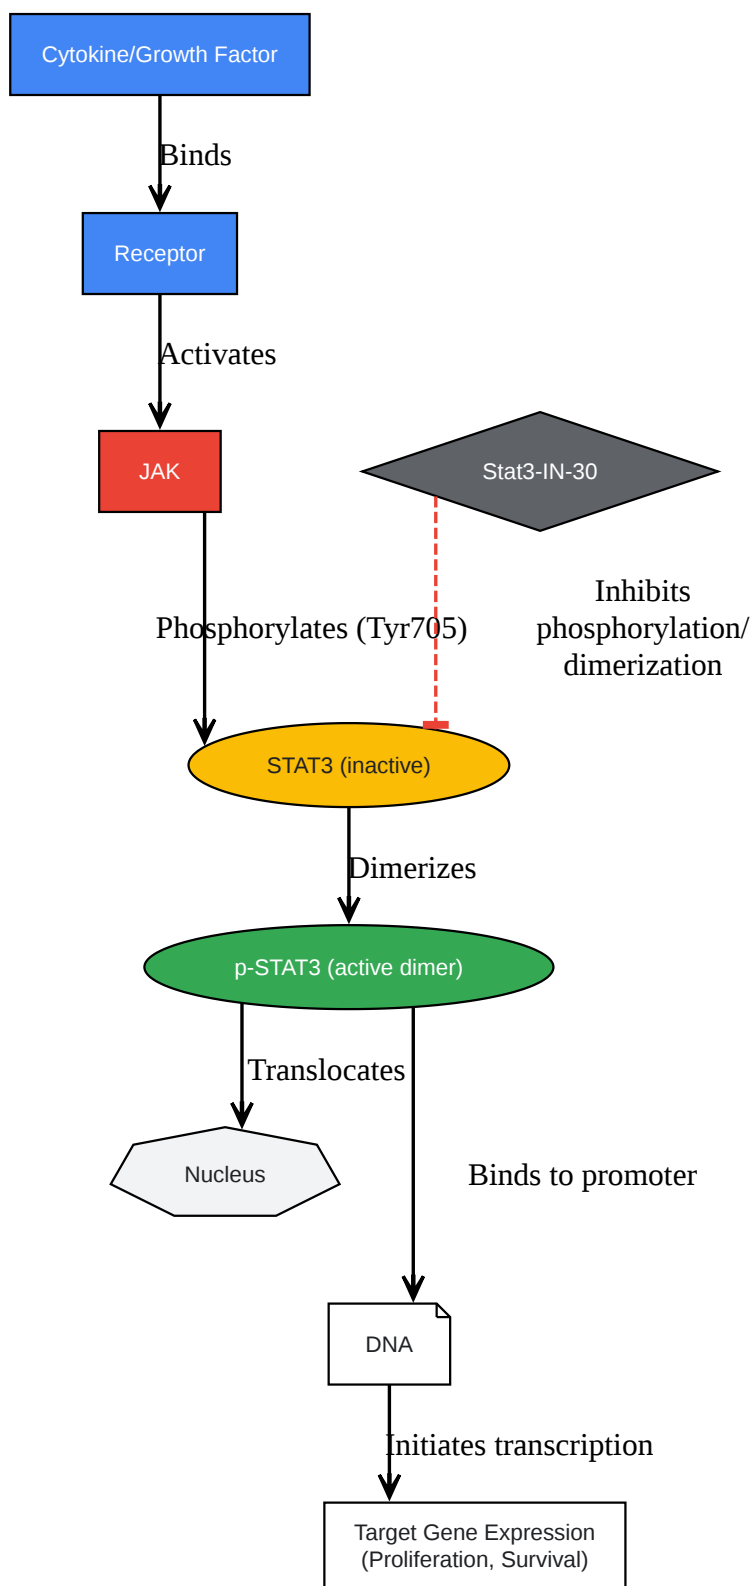 Cytokine/Growth Factor
Binds
Receptor
Activates
JAK
Stat3-IN-30
Inhibits
phosphorylation/
dimerization
Phosphorylates (Tyr705)
STAT3 (inactive)
Dimerizes
p-STAT3 (active dimer)
Translocates
Nucleus
Binds to promoter
DNA
Initiates transcription
Target Gene Expression
(Proliferation, Survival)